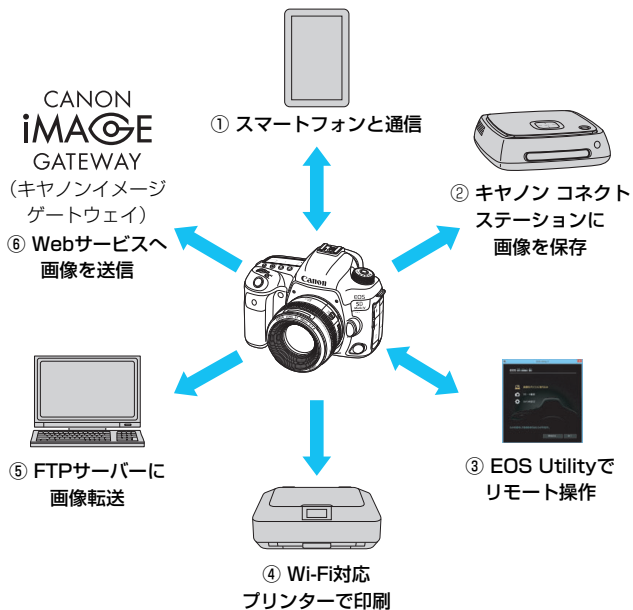 ① スマートフォンと通信
CANON
iMAGE
GATEWAY
(キヤノンイメージ
ゲートウェイ)
⑥ Webサービスへ
画像を送信
② キヤノン コネクト
ステーションに
画像を保存
Canon
EOS
5D
⑤ FTPサーバーに
画像転送
③ EOS Utilityで
リモート操作
④ Wi-Fi対応
プリンターで印刷